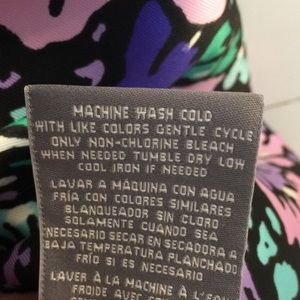 MACHINE WASH COLD
WITH LIKE COLORS GENTLE CYCLE
ONLY NON-CHLORINE BLEACH
WHEN NEEDED TUMBLE DRY LOW
COOL IRON IF NEEDED
LAVAR A MAQUINA CON AGUA
FRIA CON COLORES SIMILARES
BLANQUEADOR SIN CLORO
SOLAMENTE CUANDO SEA
NECESARIO SECAR EN SECADORA A
BAJA TEMPERATURA PLANCHADO
FRÍO SI ES NECESARIO
LAVER À LA MACHINE À L'EAU
FROIDE AVEC COUL